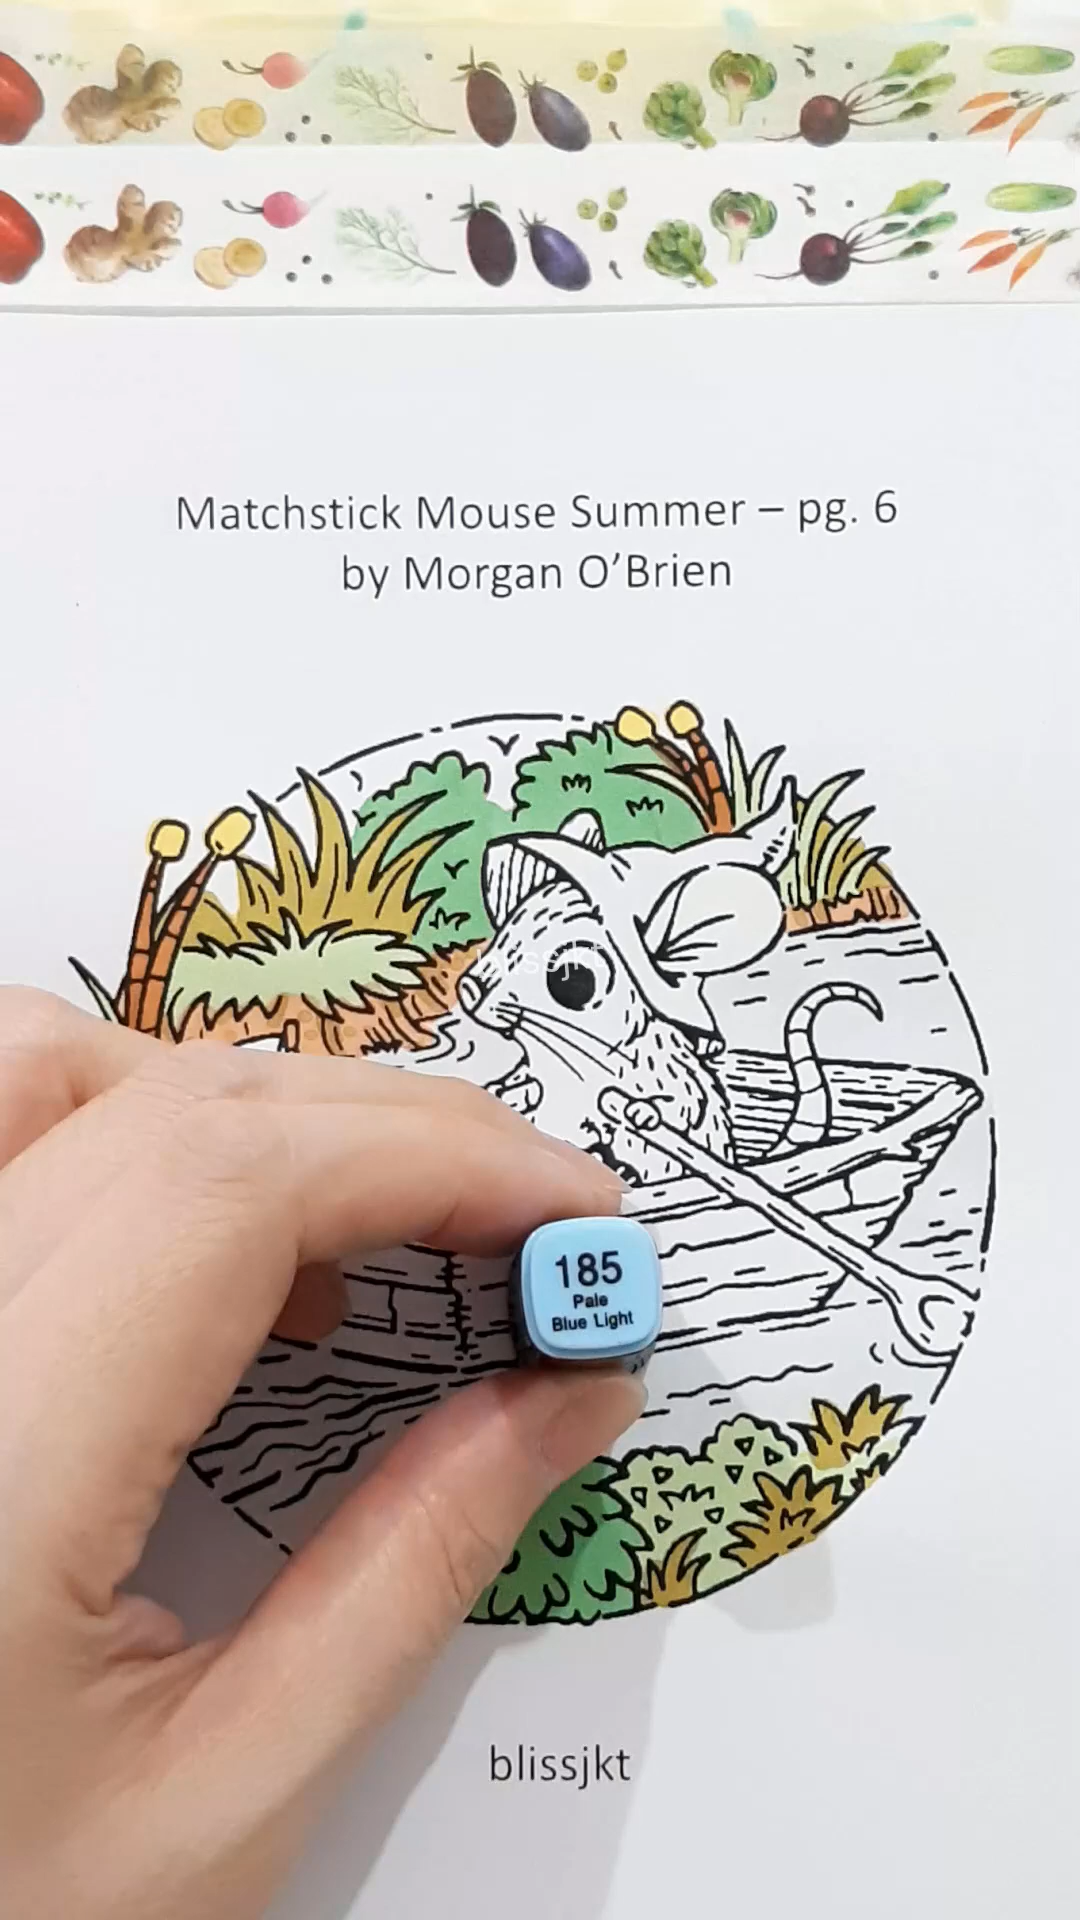 Matchstick Mouse Summer – pg. 6
by Morgan O’Brien
blissjkt
185
Pale
Blue Light
blissjkt